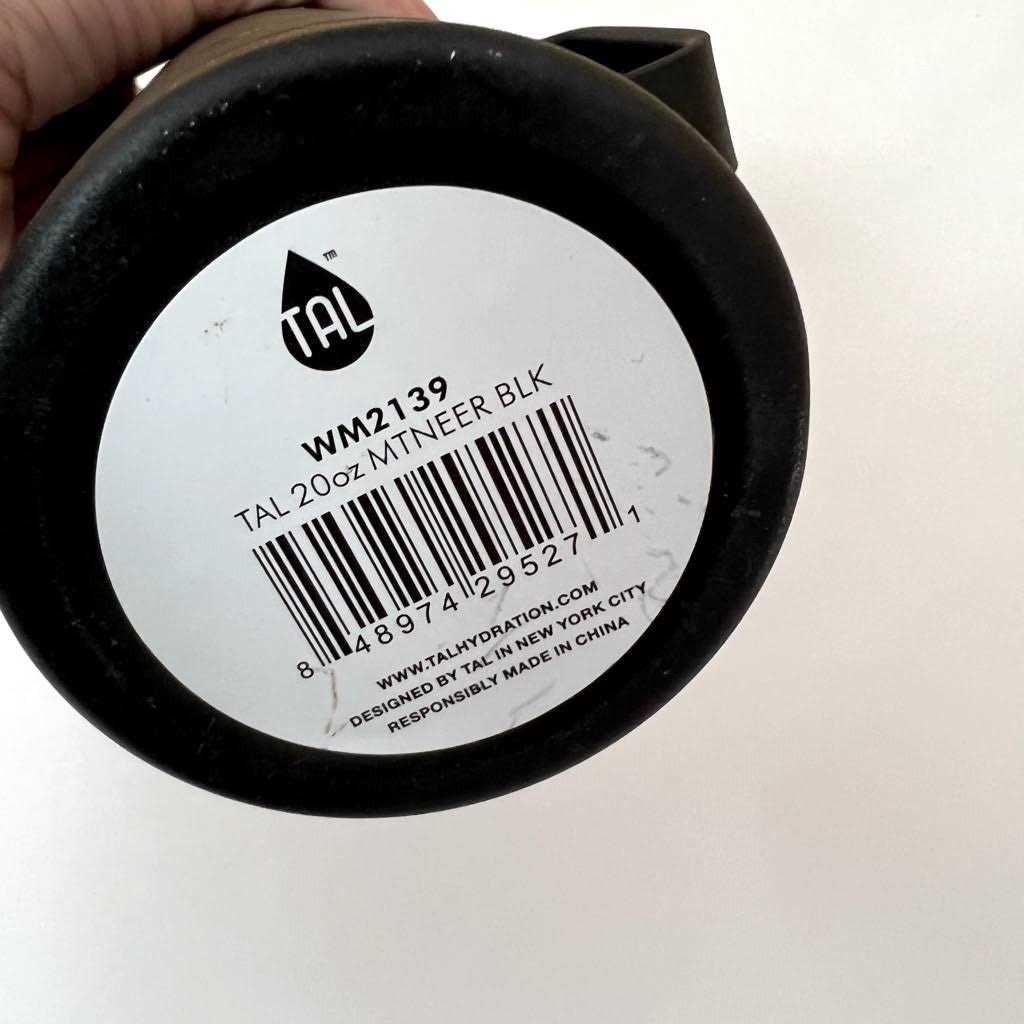 TAL™
WM2139
TAL 20oz MTNEER BLK
8 48974 29527 1
WWW.TALHYDRATION.COM
DESIGNED BY TAL IN NEW YORK CITY
RESPONSIBLY MADE IN CHINA